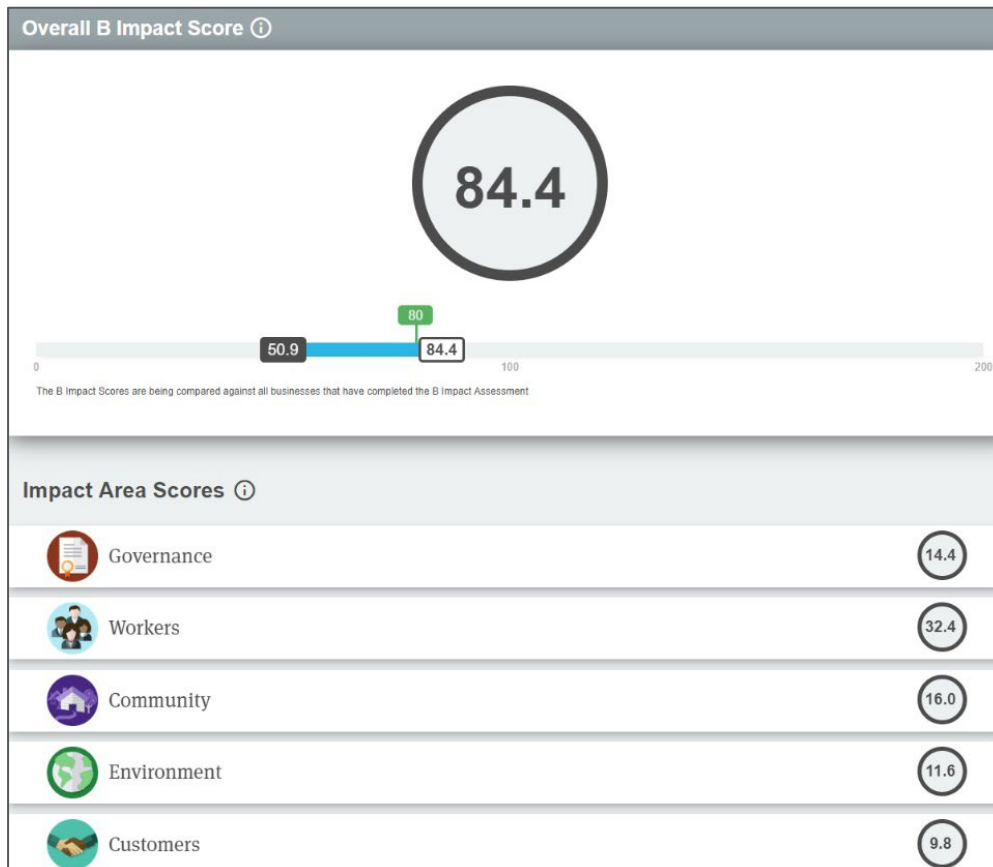 Overall B Impact Score
84.4
80
50.9 84.4
0 100 200
The B Impact Scores are being compared against all businesses that have completed the B Impact Assessment
Impact Area Scores
Governance 14.4
Workers 32.4
Community 16.0
Environment 11.6
Customers 9.8